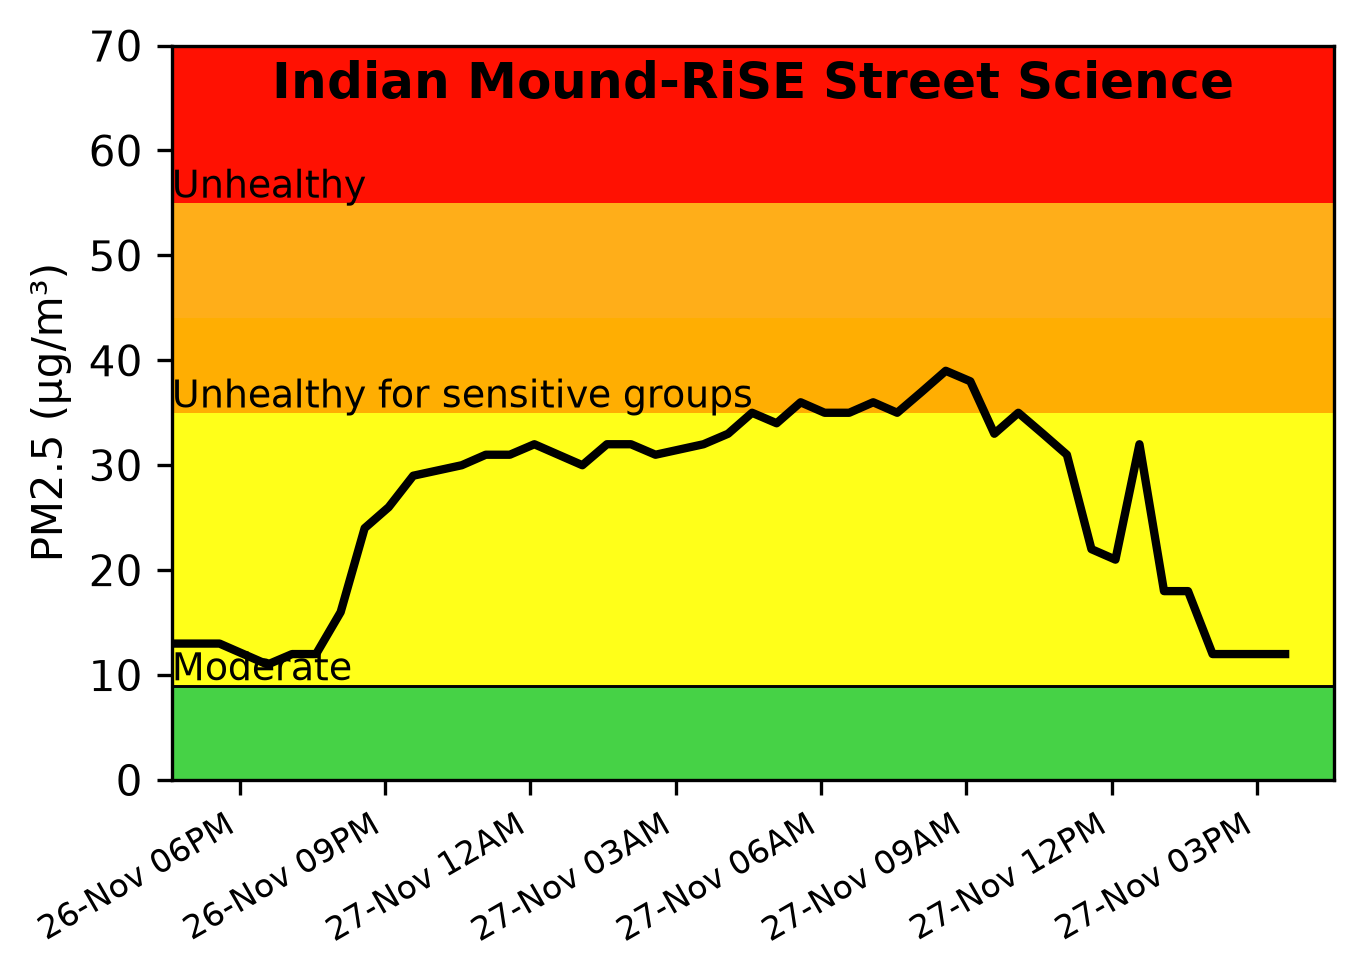 Indian Mound-RiSE Street Science
70
60
50
40
30
20
10
0
PM2.5 (µg/m³)
Unhealthy
Unhealthy for sensitive groups
Moderate
26-Nov 06PM
26-Nov 09PM
27-Nov 12AM
27-Nov 03AM
27-Nov 06AM
27-Nov 09AM
27-Nov 12PM
27-Nov 03PM